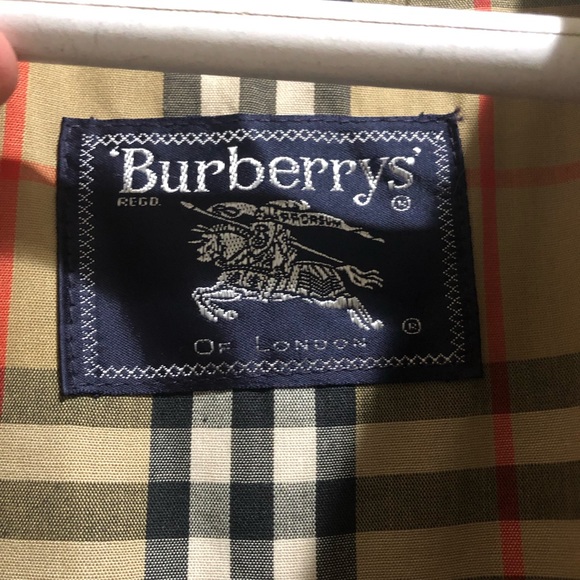 'Burberrys'
REGD.
®
PRORSUM
®
OF LONDON